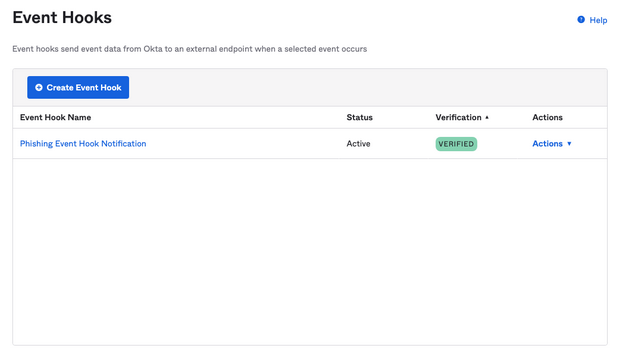 Event Hooks
Help
Event hooks send event data from Okta to an external endpoint when a selected event occurs
Create Event Hook
Event Hook Name Status Verification Actions
Phishing Event Hook Notification Active VERIFIED Actions